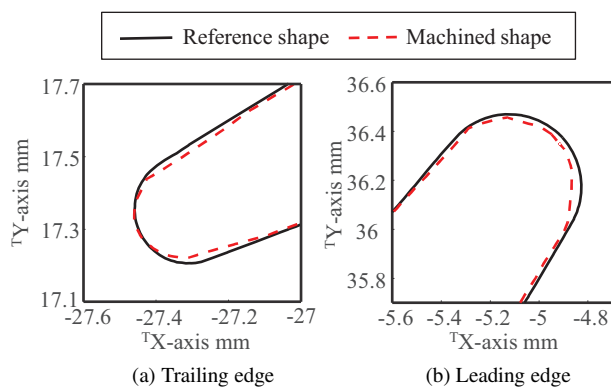 Reference shape Machined shape
17.7
17.5
17.3
17.1
-27.6 -27.4 -27.2 -27
TY-axis mm
TX-axis mm
(a) Trailing edge
36.6
36.4
36.2
36
35.8
-5.6 -5.4 -5.2 -5 -4.8
TY-axis mm
TX-axis mm
(b) Leading edge